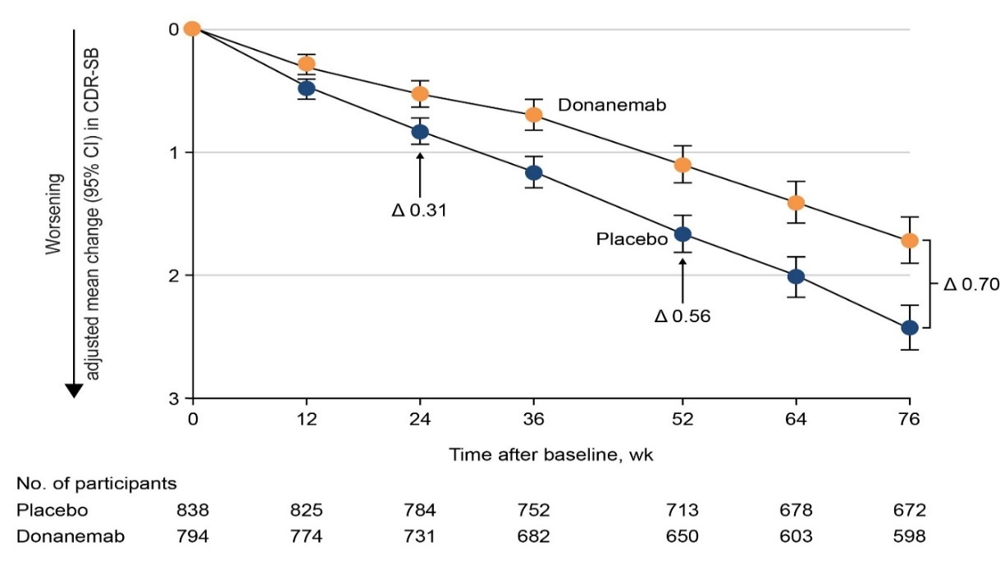 Worsening
adjusted mean change (95% CI) in CDR-SB
0
1
2
3
Donanemab
Δ 0.31
Placebo
Δ 0.56
Δ 0.70
0 12 24 36 52 64 76
Time after baseline, wk
No. of participants
Placebo 838 825 784 752 713 678 672
Donanemab 794 774 731 682 650 603 598